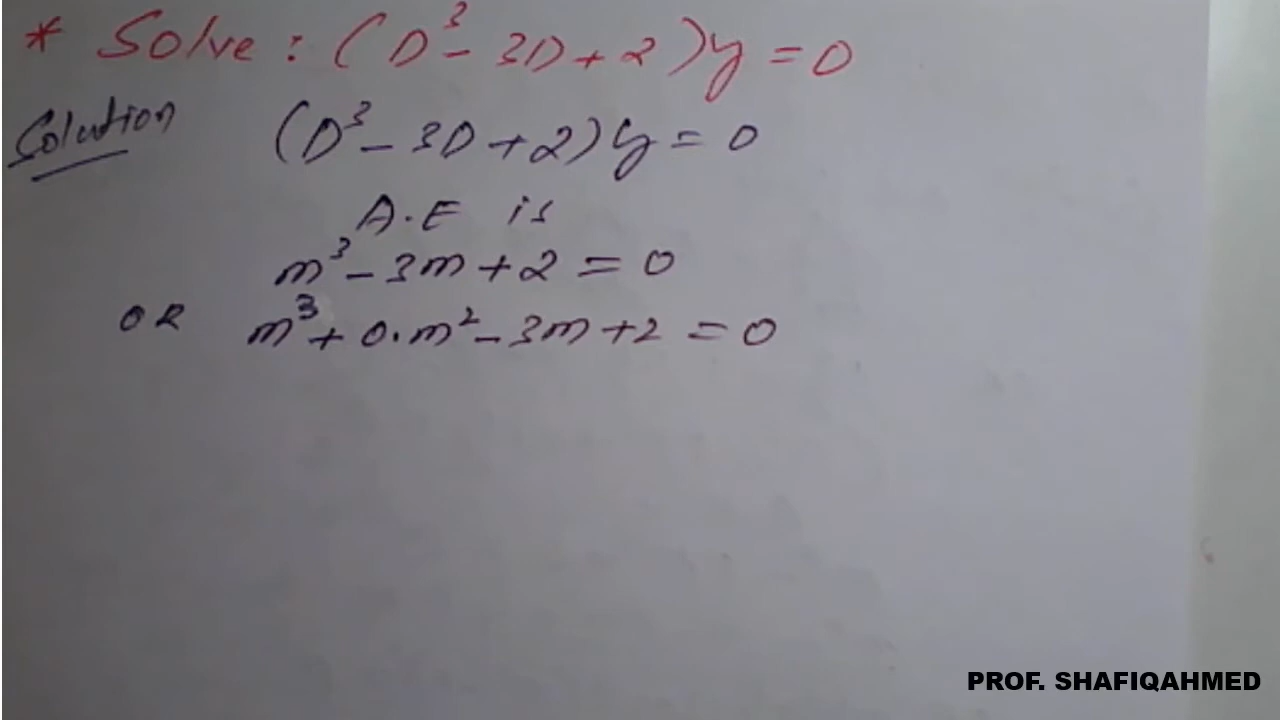 * Solve : (D³ - 3D + 2)y = 0
Solution (D³ - 3D + 2)y = 0
A.E is
m³ - 3m + 2 = 0
OR m³ + 0.m² - 3m + 2 = 0
PROF. SHAFIQAHMED